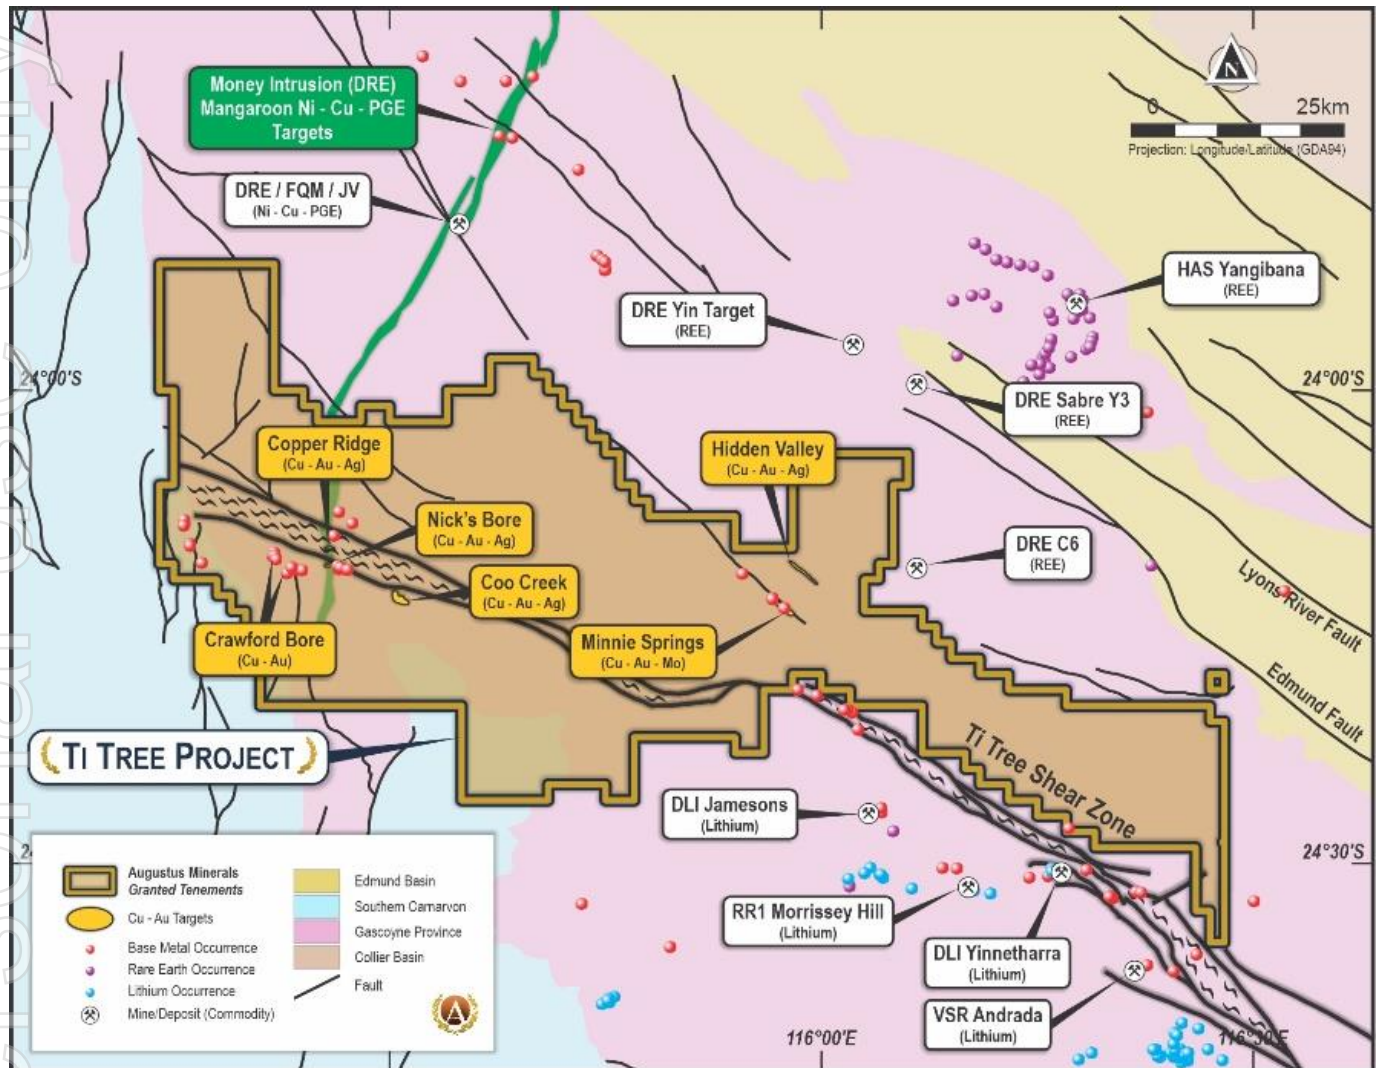 Money Intrusion (DRE)
Mangaroon Ni - Cu - PGE
Targets
N
0 25km
Projection: Longitude/Latitude (GDA94)
DRE / FQM / JV
(Ni - Cu - PGE)
HAS Yangibana
(REE)
DRE Yin Target
(REE)
24°00'S
24°00'S
DRE Sabre Y3
(REE)
Copper Ridge
(Cu - Au - Ag)
Hidden Valley
(Cu - Au - Ag)
Nick's Bore
(Cu - Au - Ag)
DRE C6
(REE)
Coo Creek
(Cu - Au - Ag)
Lyons River Fault
Crawford Bore
(Cu - Au)
Minnie Springs
(Cu - Au - Mo)
Edmund Fault
TI TREE PROJECT
Ti Tree Shear Zone
DLI Jamesons
(Lithium)
24°30'S
RR1 Morrissey Hill
(Lithium)
DLI Yinnetharra
(Lithium)
VSR Andrada
(Lithium)
116°00'E
116°30'E
Augustus Minerals
Granted Tenements
Cu - Au Targets
Base Metal Occurrence
Rare Earth Occurrence
Lithium Occurrence
Mine/Deposit (Commodity)
Edmund Basin
Southern Carnarvon
Gascoyne Province
Collier Basin
Fault
A